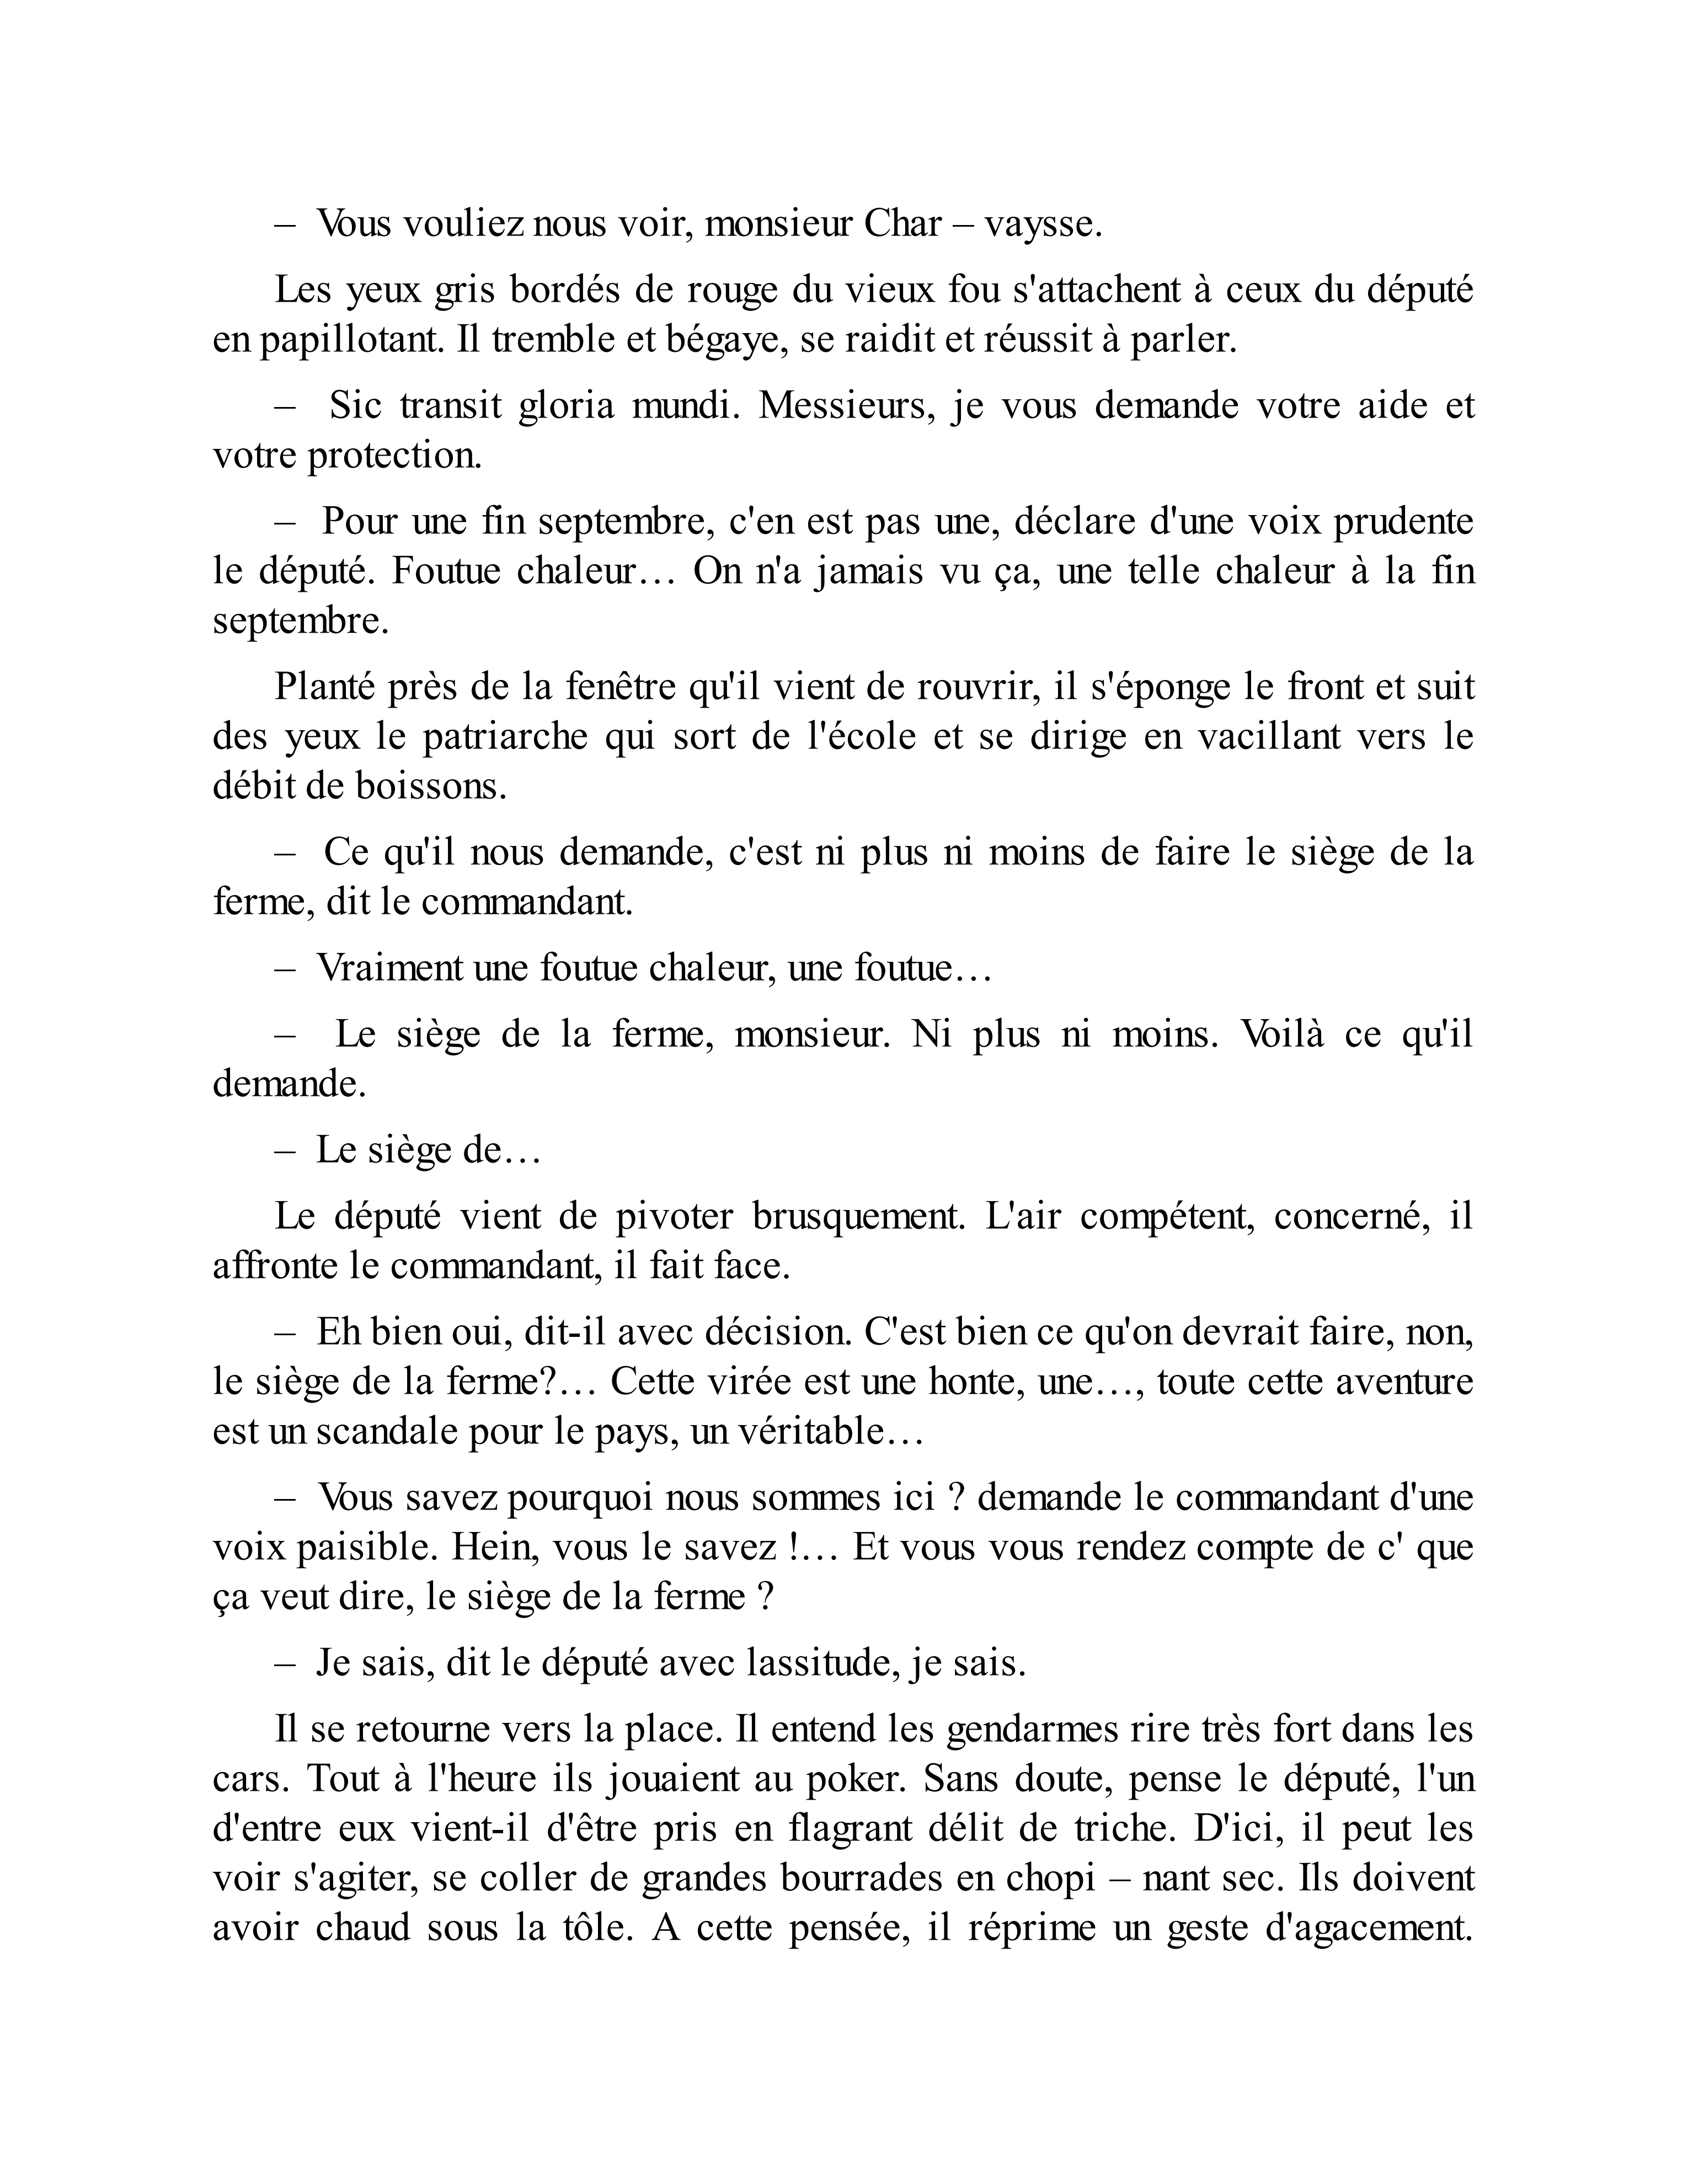 – Vous vouliez nous voir, monsieur Char – vaysse.
Les yeux gris bordés de rouge du vieux fou s'attachent à ceux du député
en papillotant. Il tremble et bégaye, se raidit et réussit à parler.
– Sic transit gloria mundi. Messieurs, je vous demande votre aide et
votre protection.
– Pour une fin septembre, c'en est pas une, déclare d'une voix prudente
le député. Foutue chaleur… On n'a jamais vu ça, une telle chaleur à la fin
septembre.
Planté près de la fenêtre qu'il vient de rouvrir, il s'éponge le front et suit
des yeux le patriarche qui sort de l'école et se dirige en vacillant vers le
débit de boissons.
– Ce qu'il nous demande, c'est ni plus ni moins de faire le siège de la
ferme, dit le commandant.
– Vraiment une foutue chaleur, une foutue…
– Le siège de la ferme, monsieur. Ni plus ni moins. Voilà ce qu'il
demande.
– Le siège de…
Le député vient de pivoter brusquement. L'air compétent, concerné, il
affronte le commandant, il fait face.
– Eh bien oui, dit-il avec décision. C'est bien ce qu'on devrait faire, non,
le siège de la ferme?… Cette virée est une honte, une…, toute cette aventure
est un scandale pour le pays, un véritable…
– Vous savez pourquoi nous sommes ici ? demande le commandant d'une
voix paisible. Hein, vous le savez !… Et vous vous rendez compte de c' que
ça veut dire, le siège de la ferme ?
– Je sais, dit le député avec lassitude, je sais.
Il se retourne vers la place. Il entend les gendarmes rire très fort dans les
cars. Tout à l'heure ils jouaient au poker. Sans doute, pense le député, l'un
d'entre eux vient-il d'être pris en flagrant délit de triche. D'ici, il peut les
voir s'agiter, se coller de grandes bourrades en chopi – nant sec. Ils doivent
avoir chaud sous la tôle. A cette pensée, il réprime un geste d'agacement.